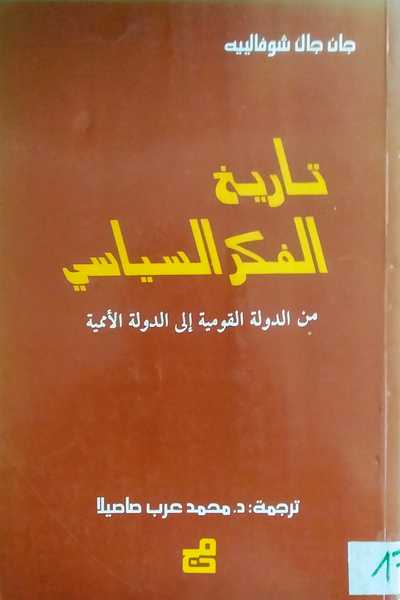 جان جاك شوفالييه
تاريخ
الفكر السياسي
من الدولة القومية إلى الدولة الأممية
ترجمة: د. محمد عرب صاصيلا